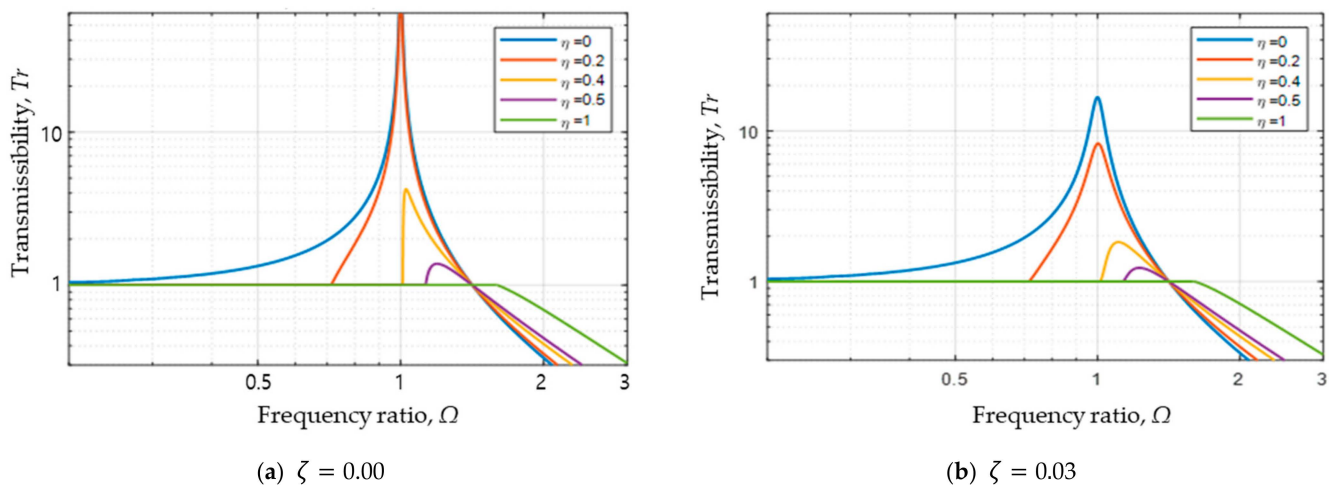 Transmissibility, Tr
10
1
0.5
1
2
3
Frequency ratio, Ω
η =0
η =0.2
η =0.4
η =0.5
η =1
(a) ζ = 0.00
Transmissibility, Tr
10
1
0.5
1
2
3
Frequency ratio, Ω
η =0
η =0.2
η =0.4
η =0.5
η =1
(b) ζ = 0.03